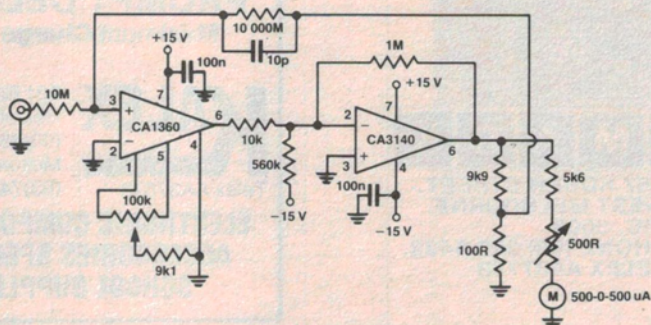 10 000M
10p
+15 V
100n
1M
10M
3
+
7
CA1360
6
2
−
1
5
4
10k
560k
−15 V
100k
9k1
+15 V
2
−
7
CA3140
6
+
3
4
100n
−15 V
9k9
100R
5k6
500R
M
500-0-500 uA